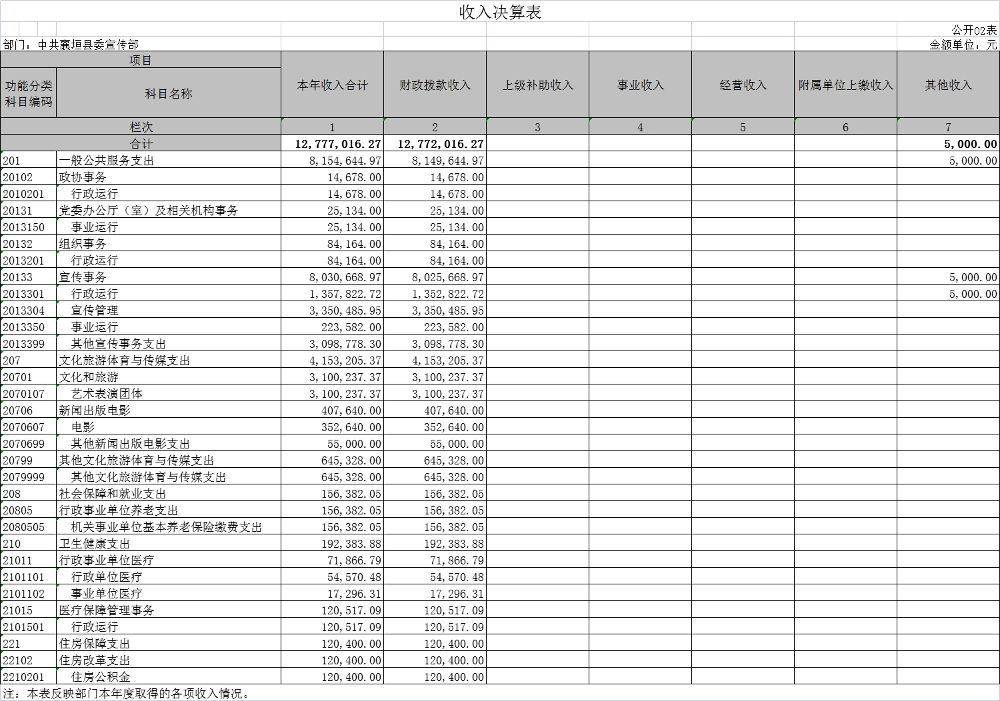 收入决算表
公开02表
部门：中共襄垣县委宣传部 金额单位：元
项目 本年收入合计 财政拨款收入 上级补助收入 事业收入 经营收入 附属单位上缴收入 其他收入
功能分类科目编码 科目名称
栏次 1 2 3 4 5 6 7
合计 12,777,016.27 12,772,016.27 5,000.00
201 一般公共服务支出 8,154,644.97 8,149,644.97 5,000.00
20102 政协事务 14,678.00 14,678.00
2010201 行政运行 14,678.00 14,678.00
20131 党委办公厅（室）及相关机构事务 25,134.00 25,134.00
2013150 事业运行 25,134.00 25,134.00
20132 组织事务 84,164.00 84,164.00
2013201 行政运行 84,164.00 84,164.00
20133 宣传事务 8,030,668.97 8,025,668.97 5,000.00
2013301 行政运行 1,357,822.72 1,352,822.72 5,000.00
2013304 宣传管理 3,350,485.95 3,350,485.95
2013350 事业运行 223,582.00 223,582.00
2013399 其他宣传事务支出 3,098,778.30 3,098,778.30
207 文化旅游体育与传媒支出 4,153,205.37 4,153,205.37
20701 文化和旅游 3,100,237.37 3,100,237.37
2070107 艺术表演团体 3,100,237.37 3,100,237.37
20706 新闻出版电影 407,640.00 407,640.00
2070607 电影 352,640.00 352,640.00
2070699 其他新闻出版电影支出 55,000.00 55,000.00
20799 其他文化旅游体育与传媒支出 645,328.00 645,328.00
2079999 其他文化旅游体育与传媒支出 645,328.00 645,328.00
208 社会保障和就业支出 156,382.05 156,382.05
20805 行政事业单位养老支出 156,382.05 156,382.05
2080505 机关事业单位基本养老保险缴费支出 156,382.05 156,382.05
210 卫生健康支出 192,383.88 192,383.88
21011 行政事业单位医疗 71,866.79 71,866.79
2101101 行政单位医疗 54,570.48 54,570.48
2101102 事业单位医疗 17,296.31 17,296.31
21015 医疗保障管理事务 120,517.09 120,517.09
2101501 行政运行 120,517.09 120,517.09
221 住房保障支出 120,400.00 120,400.00
22102 住房改革支出 120,400.00 120,400.00
2210201 住房公积金 120,400.00 120,400.00
注：本表反映部门本年度取得的各项收入情况。